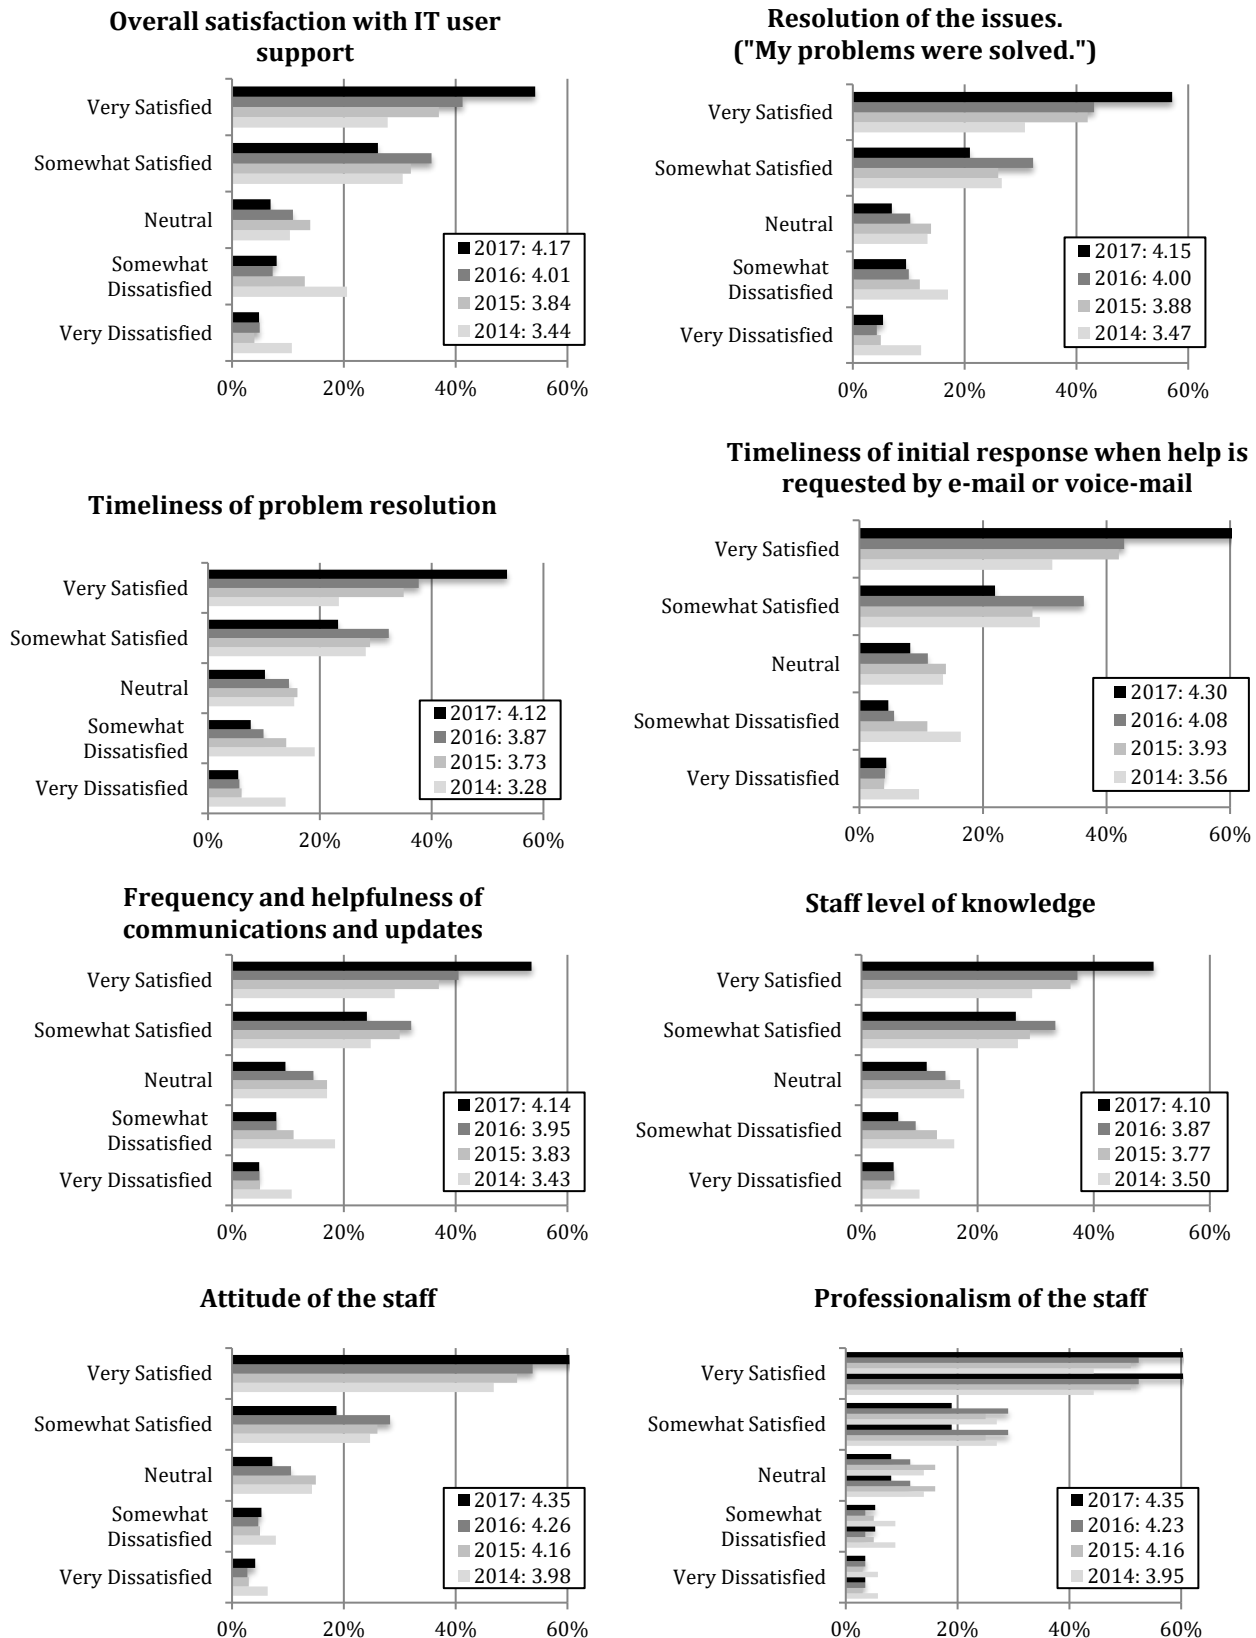 Overall satisfaction with IT user
support
Very Satisfied
Somewhat Satisfied
Neutral
Somewhat
Dissatisfied
Very Dissatisfied
2017: 4.17
2016: 4.01
2015: 3.84
2014: 3.44
0% 20% 40% 60%
Resolution of the issues.
("My problems were solved.")
Very Satisfied
Somewhat Satisfied
Neutral
Somewhat
Dissatisfied
Very Dissatisfied
2017: 4.15
2016: 4.00
2015: 3.88
2014: 3.47
0% 20% 40% 60%
Timeliness of problem resolution
Very Satisfied
Somewhat Satisfied
Neutral
Somewhat
Dissatisfied
Very Dissatisfied
2017: 4.12
2016: 3.87
2015: 3.73
2014: 3.28
0% 20% 40% 60%
Timeliness of initial response when help is
requested by e-mail or voice-mail
Very Satisfied
Somewhat Satisfied
Neutral
Somewhat Dissatisfied
Very Dissatisfied
2017: 4.30
2016: 4.08
2015: 3.93
2014: 3.56
0% 20% 40% 60%
Frequency and helpfulness of
communications and updates
Very Satisfied
Somewhat Satisfied
Neutral
Somewhat
Dissatisfied
Very Dissatisfied
2017: 4.14
2016: 3.95
2015: 3.83
2014: 3.43
0% 20% 40% 60%
Staff level of knowledge
Very Satisfied
Somewhat Satisfied
Neutral
Somewhat Dissatisfied
Very Dissatisfied
2017: 4.10
2016: 3.87
2015: 3.77
2014: 3.50
0% 20% 40% 60%
Attitude of the staff
Very Satisfied
Somewhat Satisfied
Neutral
Somewhat
Dissatisfied
Very Dissatisfied
2017: 4.35
2016: 4.26
2015: 4.16
2014: 3.98
0% 20% 40% 60%
Professionalism of the staff
Very Satisfied
Somewhat Satisfied
Neutral
Somewhat
Dissatisfied
Very Dissatisfied
2017: 4.35
2016: 4.23
2015: 4.16
2014: 3.95
0% 20% 40% 60%